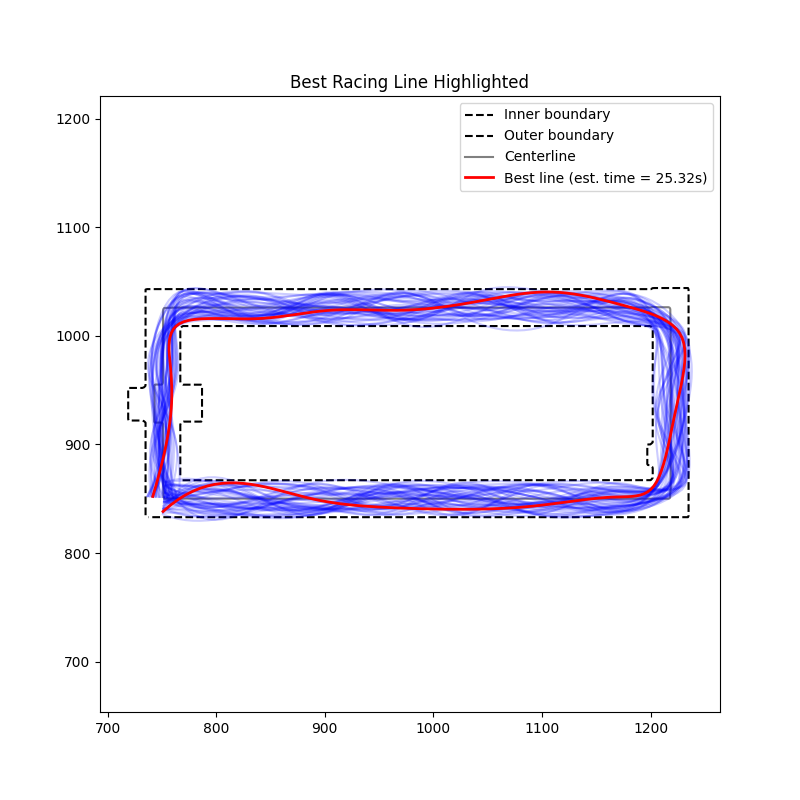 Best Racing Line Highlighted
Inner boundary
Outer boundary
Centerline
Best line (est. time = 25.32s)
1200
1100
1000
900
800
700
700 800 900 1000 1100 1200